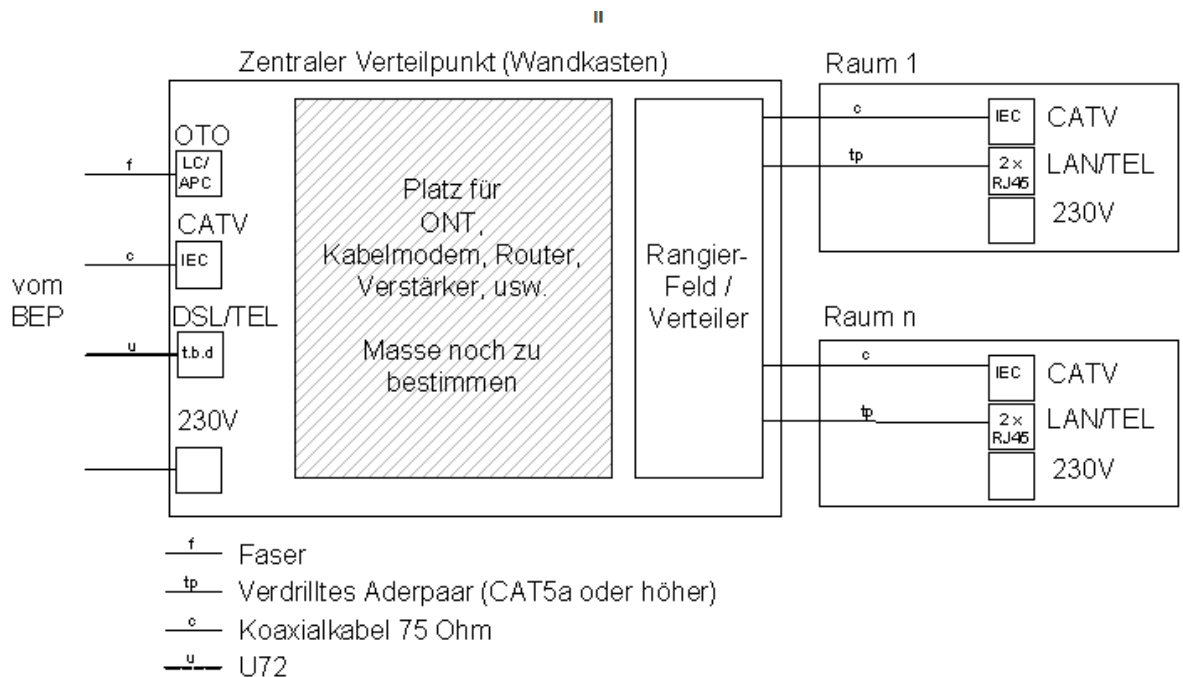 II
Zentraler Verteilpunkt (Wandkasten)
Raum 1
OTO
f
LC/
APC
CATV
c
IEC
vom
BEP
DSL/TEL
u
t.b.d
230V
Platz für
ONT,
Kabelmodem, Router,
Verstärker, usw.
Masse noch zu
bestimmen
Rangier-
Feld /
Verteiler
c
IEC
CATV
tp
2 x
RJ45
LAN/TEL
230V
Raum n
c
IEC
CATV
tp
2 x
RJ45
LAN/TEL
230V
f Faser
tp Verdrilltes Aderpaar (CAT5a oder höher)
c Koaxialkabel 75 Ohm
u U72